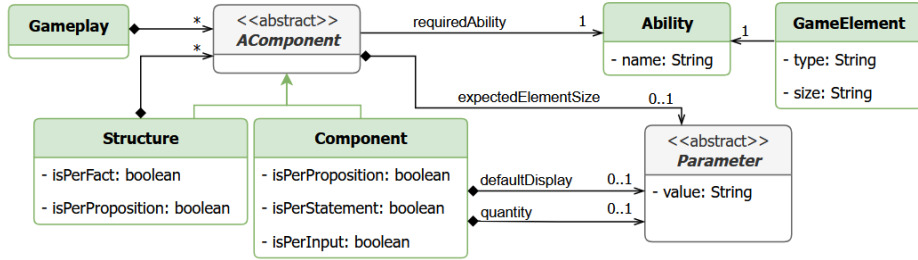 Gameplay
*
*
<<abstract>>
AComponent
requiredAbility
1
Ability
- name: String
1
GameElement
- type: String
- size: String
expectedElementSize
0..1
Structure
- isPerFact: boolean
- isPerProposition: boolean
Component
- isPerProposition: boolean
- isPerStatement: boolean
- isPerInput: boolean
defaultDisplay
0..1
quantity
0..1
<<abstract>>
Parameter
- value: String